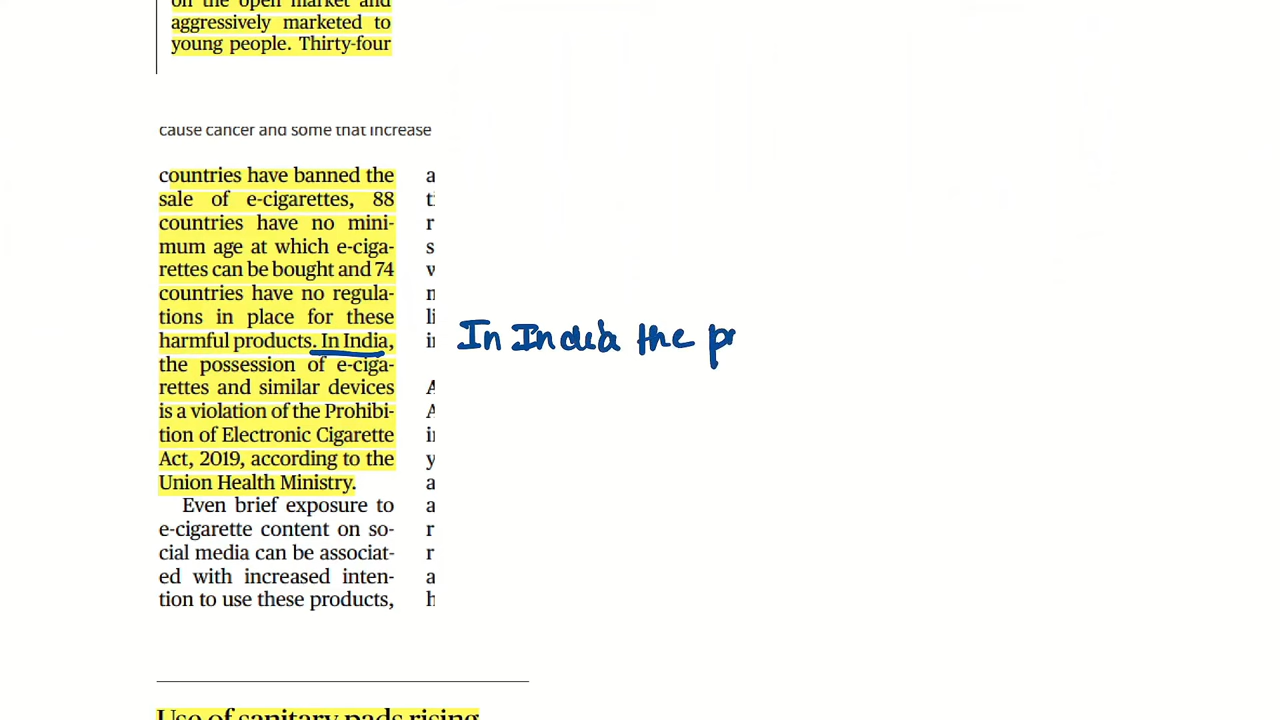 on the open market and
aggressively marketed to
young people. Thirty-four
cause cancer and some that increase
countries have banned the
sale of e-cigarettes, 88
countries have no mini-
mum age at which e-ciga-
rettes can be bought and 74
countries have no regula-
tions in place for these
harmful products. In India,
the possession of e-ciga-
rettes and similar devices
is a violation of the Prohibi-
tion of Electronic Cigarette
Act, 2019, according to the
Union Health Ministry.
Even brief exposure to
e-cigarette content on so-
cial media can be associat-
ed with increased inten-
tion to use these products,
In India the pr
Use of sanitary pads rising